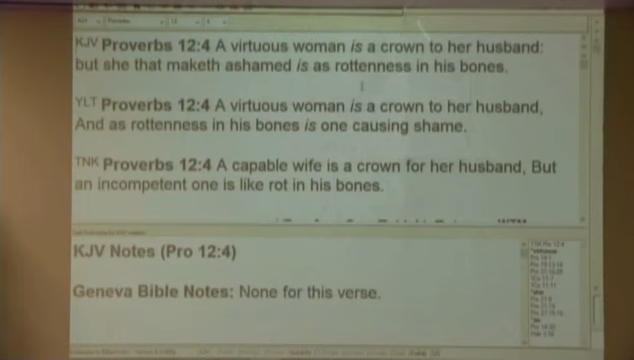 KJV Proverbs 12:4 A virtuous woman is a crown to her husband:
but she that maketh ashamed is as rottenness in his bones.
YLT Proverbs 12:4 A virtuous woman is a crown to her husband,
And as rottenness in his bones is one causing shame.
TNK Proverbs 12:4 A capable wife is a crown for her husband, But
an incompetent one is like rot in his bones.
KJV Notes (Pro 12:4)
Geneva Bible Notes: None for this verse.